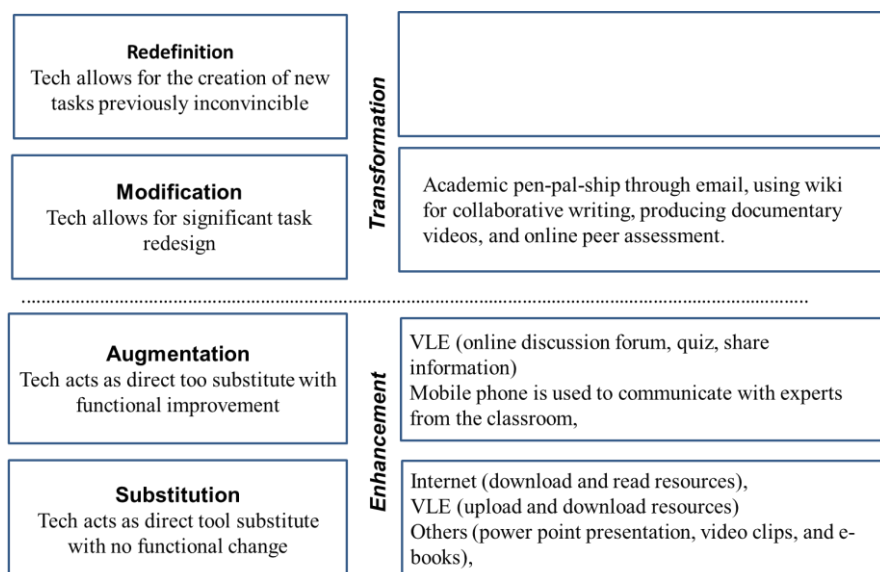 Redefinition
Tech allows for the creation of new
tasks previously inconvincible
Transformation
Modification
Tech allows for significant task
redesign
Academic pen-pal-ship through email, using wiki
for collaborative writing, producing documentary
videos, and online peer assessment.
Augmentation
Tech acts as direct too substitute with
functional improvement
Enhancement
VLE (online discussion forum, quiz, share
information)
Mobile phone is used to communicate with experts
from the classroom,
Substitution
Tech acts as direct tool substitute
with no functional change
Internet (download and read resources),
VLE (upload and download resources)
Others (power point presentation, video clips, and e-
books),